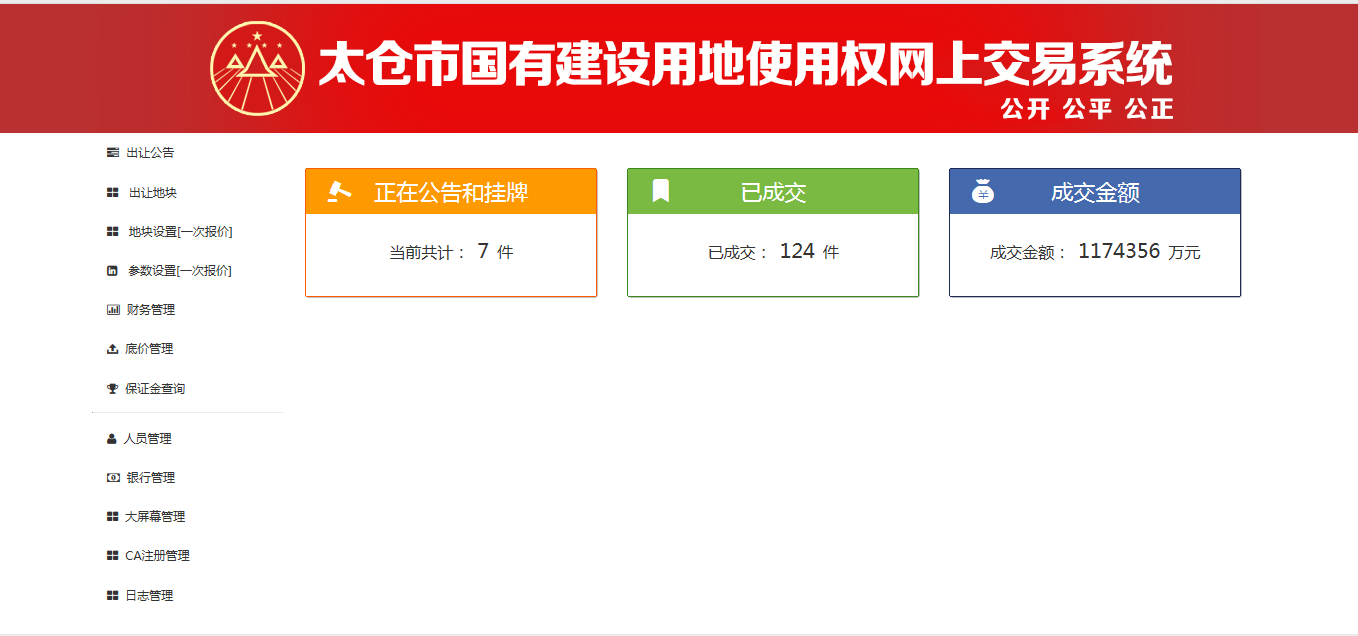 太仓市国有建设用地使用权网上交易系统
公开 公平 公正
出让公告
出让地块
地块设置[一次报价]
参数设置[一次报价]
财务管理
底价管理
保证金查询
人员管理
银行管理
大屏幕管理
CA注册管理
日志管理
正在公告和挂牌
当前共计： 7 件
已成交
已成交： 124 件
成交金额
成交金额： 1174356 万元